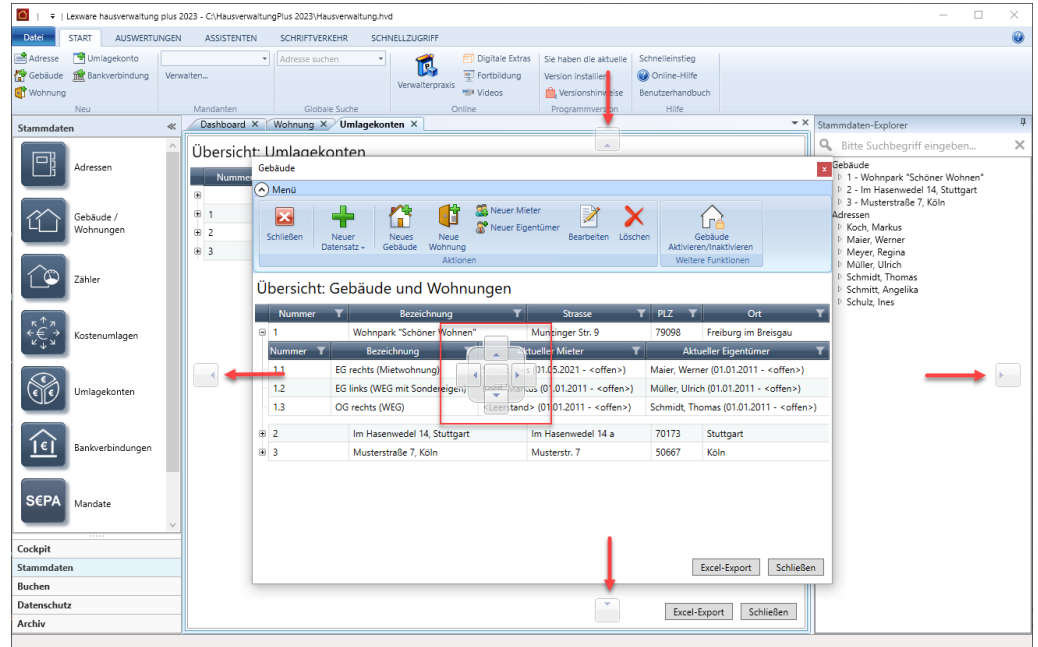 Lexware hausverwaltung plus 2023 - C:\HausverwaltungPlus 2023\Hausverwaltung.hvd
Datei START AUSWERTUNGEN ASSISTENTEN SCHRIFTVERKEHR SCHNELLZUGRIFF
Adresse Umlagekonto
Gebäude Bankverbindung
Wohnung
Neu
Verwalten...
Mandanten
Adresse suchen
Globale Suche
Verwalterpraxis
Digitale Extras
Fortbildung
Videos
Online
Sie haben die aktuelle
Version installiert
Versionshinweise
Programmversion
Schnelleinstieg
Online-Hilfe
Benutzerhandbuch
Hilfe
Stammdaten
Adressen
Gebäude /
Wohnungen
Zähler
Kostenumlagen
Umlagekonten
Bankverbindungen
S€PA Mandate
Cockpit
Stammdaten
Buchen
Datenschutz
Archiv
Dashboard X Wohnung X Umlagekonten X
Übersicht: Umlagekonten
1
2
3
Gebäude
Menü
Schließen
Neuer
Datensatz
Neues
Gebäude
Neue
Wohnung
Neuer Mieter
Neuer Eigentümer
Bearbeiten
Löschen
Aktionen
Gebäude
Aktivieren/Inaktivieren
Weitere Funktionen
Übersicht: Gebäude und Wohnungen
Nummer Bezeichnung Strasse PLZ Ort
1 Wohnpark "Schöner Wohnen" Munzinger Str. 9 79098 Freiburg im Breisgau
Nummer Bezeichnung Aktueller Mieter Aktueller Eigentümer
1.1 EG rechts (Mietwohnung) (01.05.2021 - <offen>) Maier, Werner (01.01.2011 - <offen>)
1.2 EG links (WEG mit Sondereigen) (01.01.2011 - <offen>) Müller, Ulrich (01.01.2011 - <offen>)
1.3 OG rechts (WEG) <Leerstand> (01.01.2011 - <offen>) Schmidt, Thomas (01.01.2011 - <offen>)
2 Im Hasenwedel 14, Stuttgart Im Hasenwedel 14 a 70173 Stuttgart
3 Musterstraße 7, Köln Musterstr. 7 50667 Köln
Excel-Export Schließen
Excel-Export Schließen
Stammdaten-Explorer
Bitte Suchbegriff eingeben...
Gebäude
1 - Wohnpark "Schöner Wohnen"
2 - Im Hasenwedel 14, Stuttgart
3 - Musterstraße 7, Köln
Adressen
Koch, Markus
Maier, Werner
Meyer, Regina
Müller, Ulrich
Schmidt, Thomas
Schmitt, Angelika
Schulz, Ines